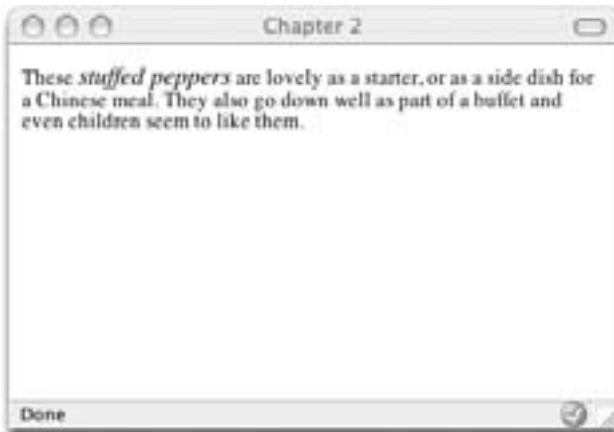 Chapter 2
These stuffed peppers are lovely as a starter, or as a side dish for
a Chinese meal. They also go down well as part of a buffet and
even children seem to like them.
Done